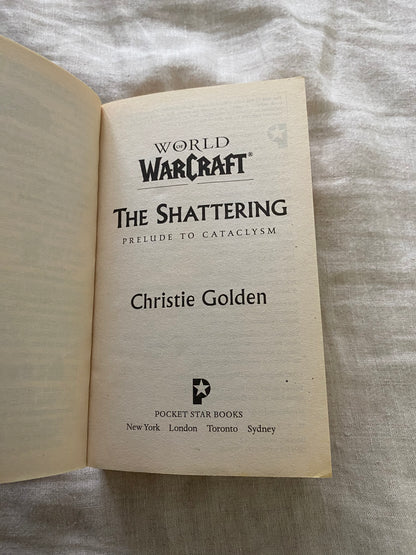 WORLD OF
WARCRAFT®
THE SHATTERING
PRELUDE TO CATACLYSM
Christie Golden
P
POCKET STAR BOOKS
New York London Toronto Sydney